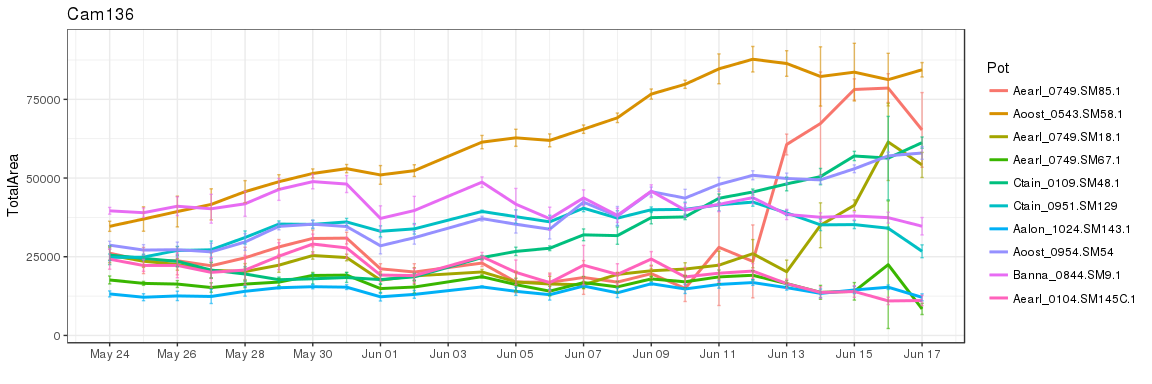 Cam136
TotalArea
75000
50000
25000
0
May 24
May 26
May 28
May 30
Jun 01
Jun 03
Jun 05
Jun 07
Jun 09
Jun 11
Jun 13
Jun 15
Jun 17
Pot
Aearl_0749.SM85.1
Aoost_0543.SM58.1
Aearl_0749.SM18.1
Aearl_0749.SM67.1
Ctain_0109.SM48.1
Ctain_0951.SM129
Aalon_1024.SM143.1
Aoost_0954.SM54
Banna_0844.SM9.1
Aearl_0104.SM145C.1